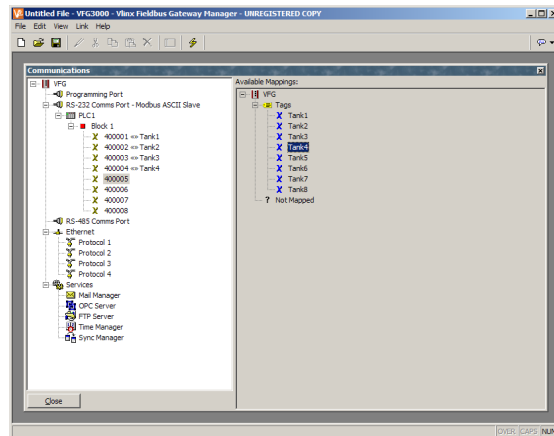 Untitled File - VFG3000 - Vlinx Fieldbus Gateway Manager - UNREGISTERED COPY
File Edit View Link Help
Communications
VFG
Programming Port
RS-232 Comms Port - Modbus ASCII Slave
PLC1
Block 1
400001 <=> Tank1
400002 <=> Tank2
400003 <=> Tank3
400004 <=> Tank4
400005
400006
400007
400008
RS-485 Comms Port
Ethernet
Protocol 1
Protocol 2
Protocol 3
Protocol 4
Services
Mail Manager
OPC Server
FTP Server
Time Manager
Sync Manager
Close
Available Mappings:
VFG
Tags
Tank1
Tank2
Tank3
Tank4
Tank5
Tank6
Tank7
Tank8
Not Mapped
OVER CAPS NUM